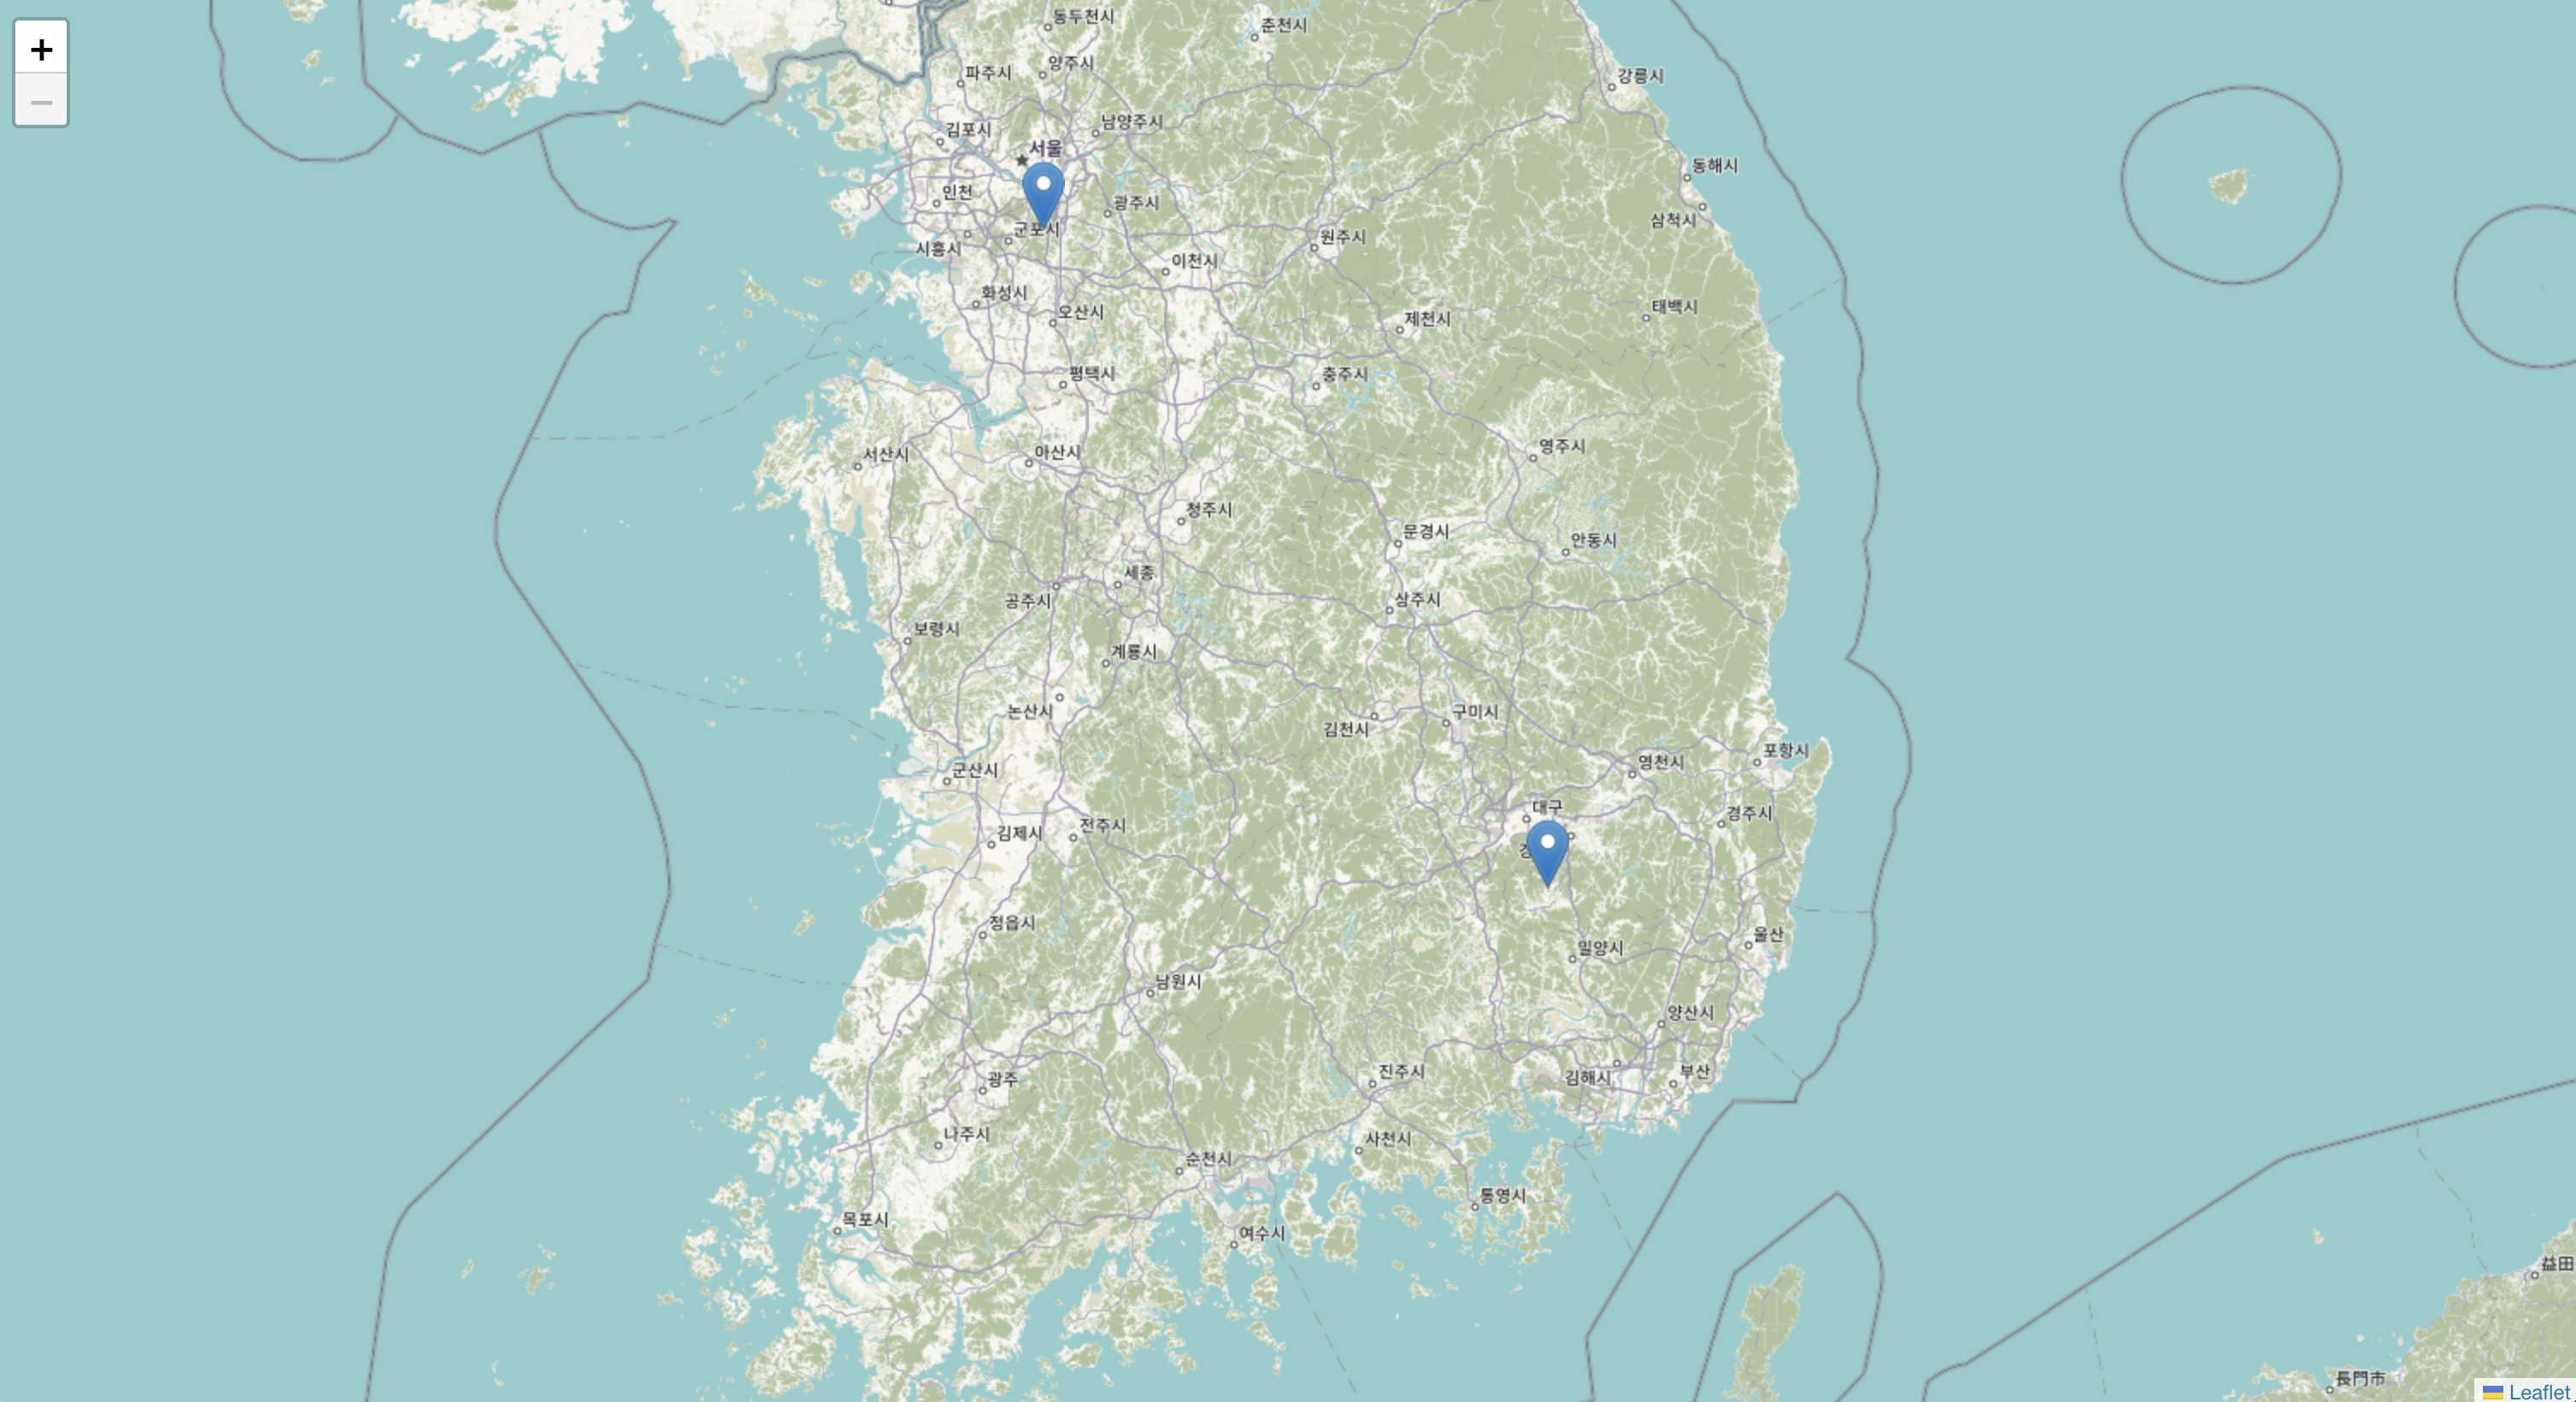 +
−
동두천시
춘천시
양주시
파주시
강릉시
남양주시
김포시
서울
동해시
인천
광주시
삼척시
군포시
원주시
시흥시
이천시
화성시
태백시
오산시
제천시
평택시
충주시
영주시
아산시
서산시
청주시
문경시
안동시
세종
공주시
상주시
보령시
계룡시
논산시
구미시
김천시
포항시
영천시
군산시
대구
경주시
전주시
김제시
정읍시
울산
밀양시
남원시
양산시
진주시
부산
김해시
광주
나주시
사천시
순천시
통영시
목포시
여수시
益田
長門市
Leaflet